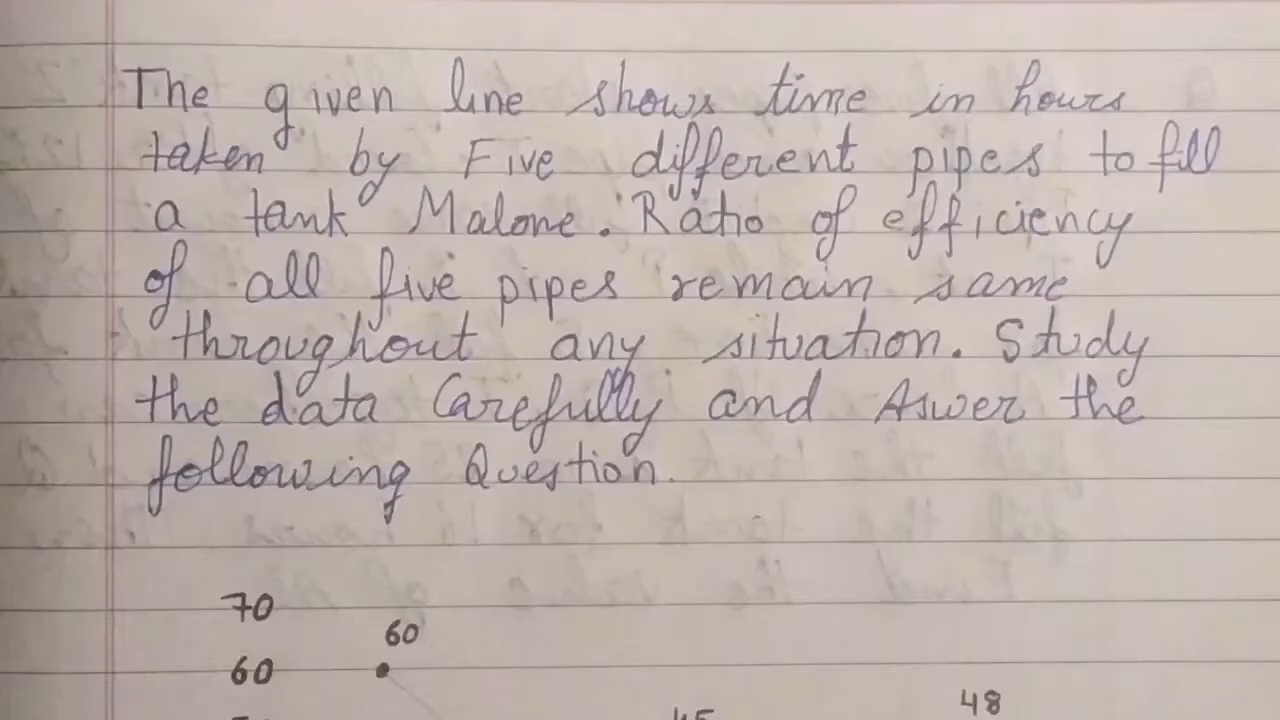 The given line shows time in hours
taken by Five different pipes to fill
a tank Malone. Ratio of efficiency
of all five pipes remain same
throughout any situation. Study
the data Carefully and Aswer the
following Question.
70
60
60
48
45